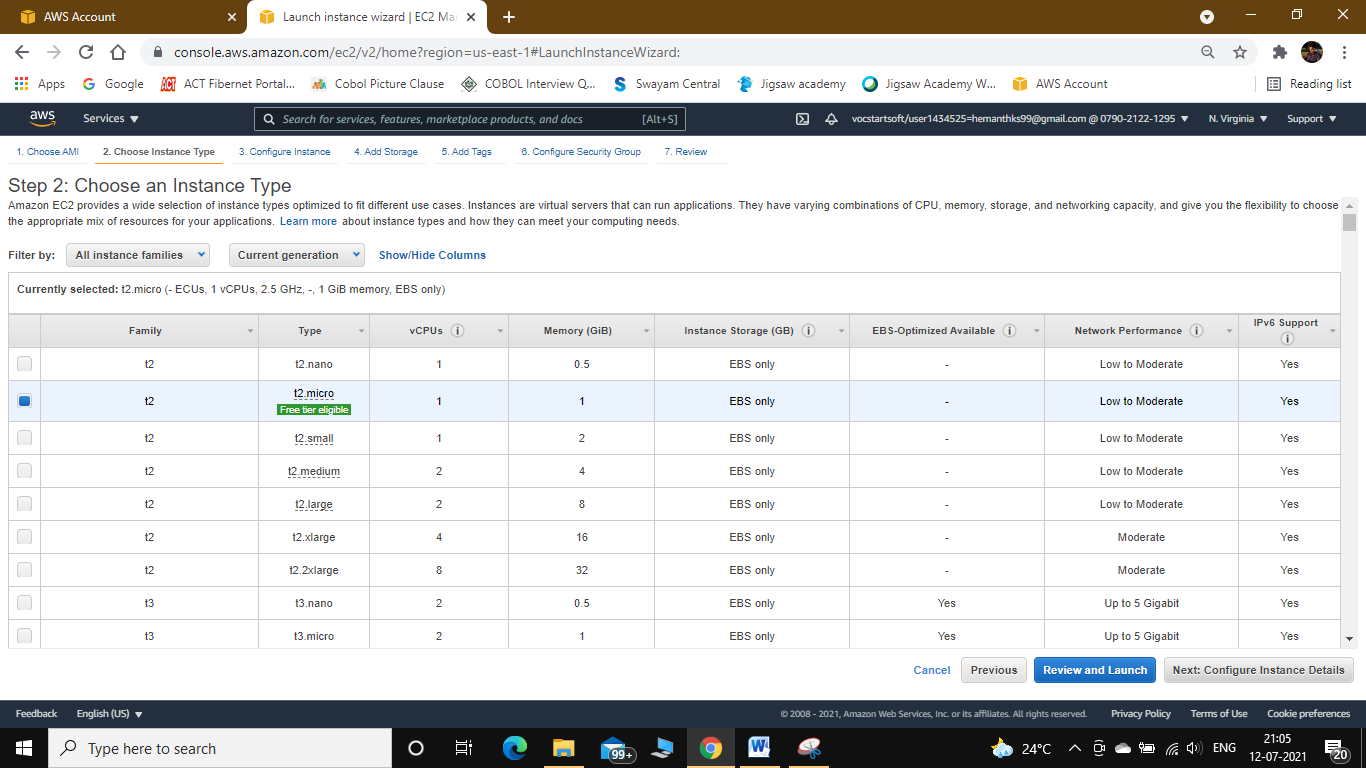 AWS Account
Launch instance wizard | EC2 Ma
console.aws.amazon.com/ec2/v2/home?region=us-east-1#LaunchInstanceWizard:
Apps Google ACT Fibernet Portal... Cobol Picture Clause COBOL Interview Q... Swayam Central Jigsaw academy Jigsaw Academy W... AWS Account Reading list
aws Services Search for services, features, marketplace products, and docs [Alt+S] vocstartsoft/user1434525=hemanthks99@gmail.com @ 0790-2122-1295 N. Virginia Support
1. Choose AMI 2. Choose Instance Type 3. Configure Instance 4. Add Storage 5. Add Tags 6. Configure Security Group 7. Review
Step 2: Choose an Instance Type
Amazon EC2 provides a wide selection of instance types optimized to fit different use cases. Instances are virtual servers that can run applications. They have varying combinations of CPU, memory, storage, and networking capacity, and give you the flexibility to choose
the appropriate mix of resources for your applications. Learn more about instance types and how they can meet your computing needs.
Filter by: All instance families Current generation Show/Hide Columns
Currently selected: t2.micro (- ECUs, 1 vCPUs, 2.5 GHz, -, 1 GiB memory, EBS only)
Family Type vCPUs Memory (GiB) Instance Storage (GB) EBS-Optimized Available Network Performance IPv6 Support
t2 t2.nano 1 0.5 EBS only - Low to Moderate Yes
t2 t2.micro 1 1 EBS only - Low to Moderate Yes
Free tier eligible
t2 t2.small 1 2 EBS only - Low to Moderate Yes
t2 t2.medium 2 4 EBS only - Low to Moderate Yes
t2 t2.large 2 8 EBS only - Low to Moderate Yes
t2 t2.xlarge 4 16 EBS only - Moderate Yes
t2 t2.2xlarge 8 32 EBS only - Moderate Yes
t3 t3.nano 2 0.5 EBS only Yes Up to 5 Gigabit Yes
t3 t3.micro 2 1 EBS only Yes Up to 5 Gigabit Yes
Cancel Previous Review and Launch Next: Configure Instance Details
Feedback English (US) © 2008 - 2021, Amazon Web Services, Inc. or its affiliates. All rights reserved. Privacy Policy Terms of Use Cookie preferences
Type here to search 99+ 24°C ENG 21:05
12-07-2021 20